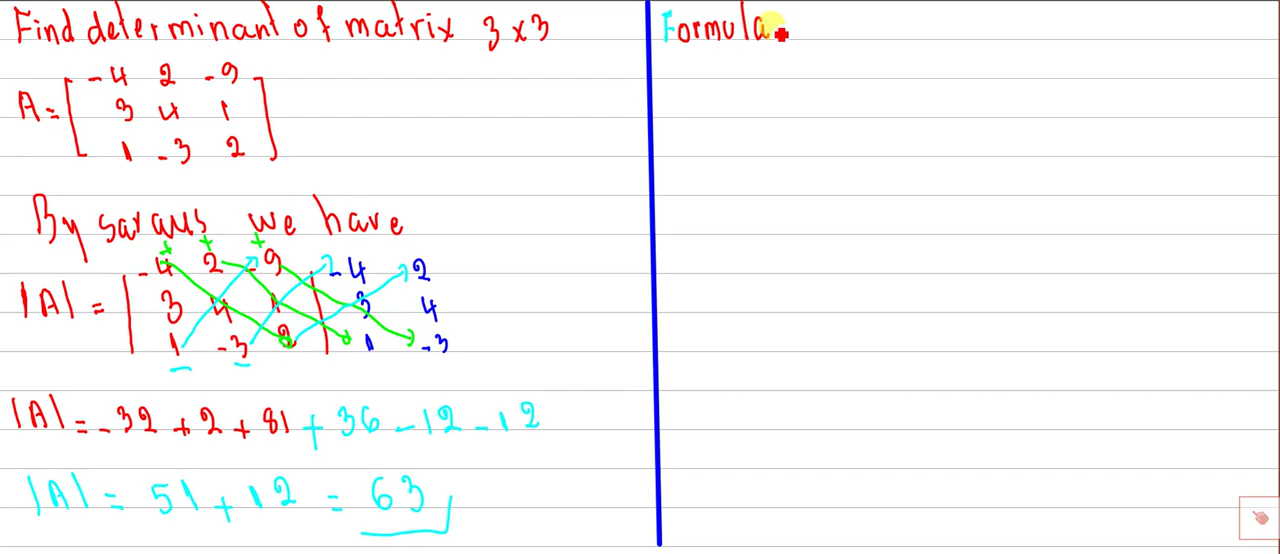 Find determinant of matrix 3 x 3
A = [ -4 2 -9
3 4 1
1 -3 2 ]
By saraus we have
+ + +
|A| = | -4 2 -9 | -4 2
3 4 1 3 4
1 -3 2 1 -3
|A| = -32 + 2 + 81 + 36 - 12 - 12
|A| = 51 + 12 = 63
Formula